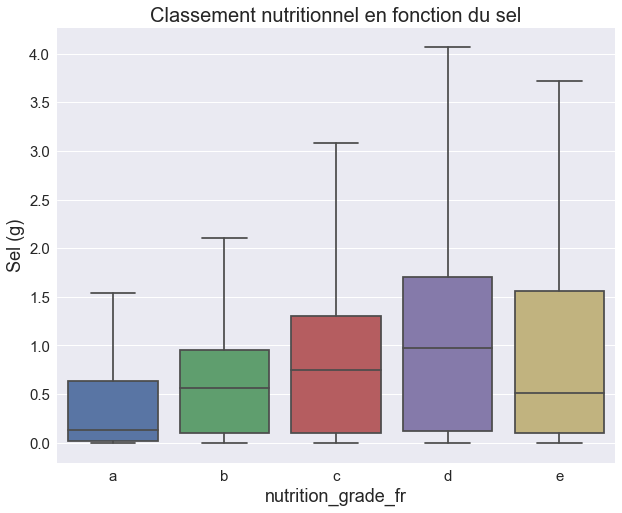 Classement nutritionnel en fonction du sel
4.0
3.5
3.0
2.5
2.0
1.5
1.0
0.5
0.0
Sel (g)
a b c d e
nutrition_grade_fr